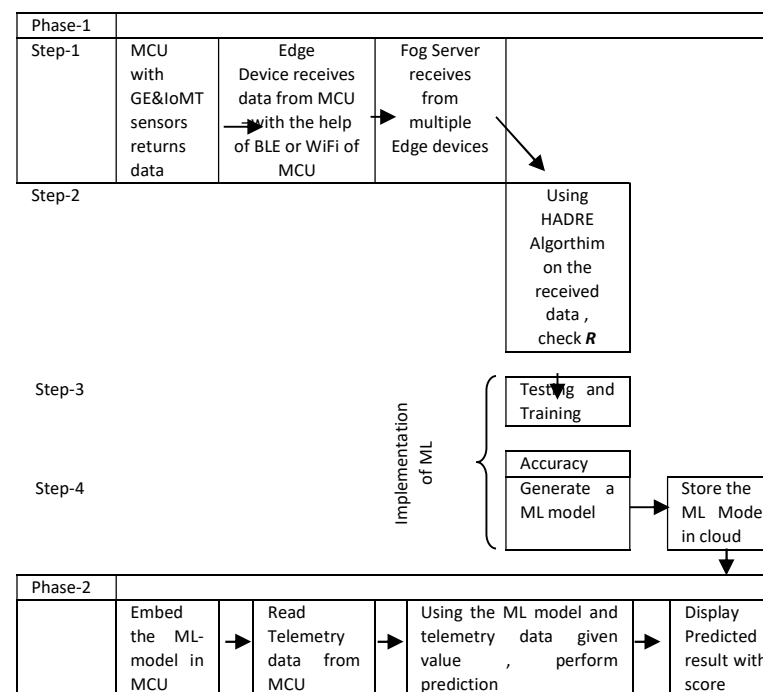 Phase-1
Step-1
MCU
with
GE&IoMT
sensors
returns
data
Edge
Device receives
data from MCU
with the help
of BLE or WiFi of
MCU
Fog Server
receives
from
multiple
Edge devices
Step-2
Using
HADRE
Algorthim
on the
received
data ,
check R
Step-3
Testing and
Training
Implementation
of ML
Accuracy
Step-4
Generate a
ML model
Store the
ML Mode
in cloud
Phase-2
Embed
the ML-
model in
MCU
Read
Telemetry
data from
MCU
Using the ML model and
telemetry data given
value , perform
prediction
Display
Predicted
result with
score